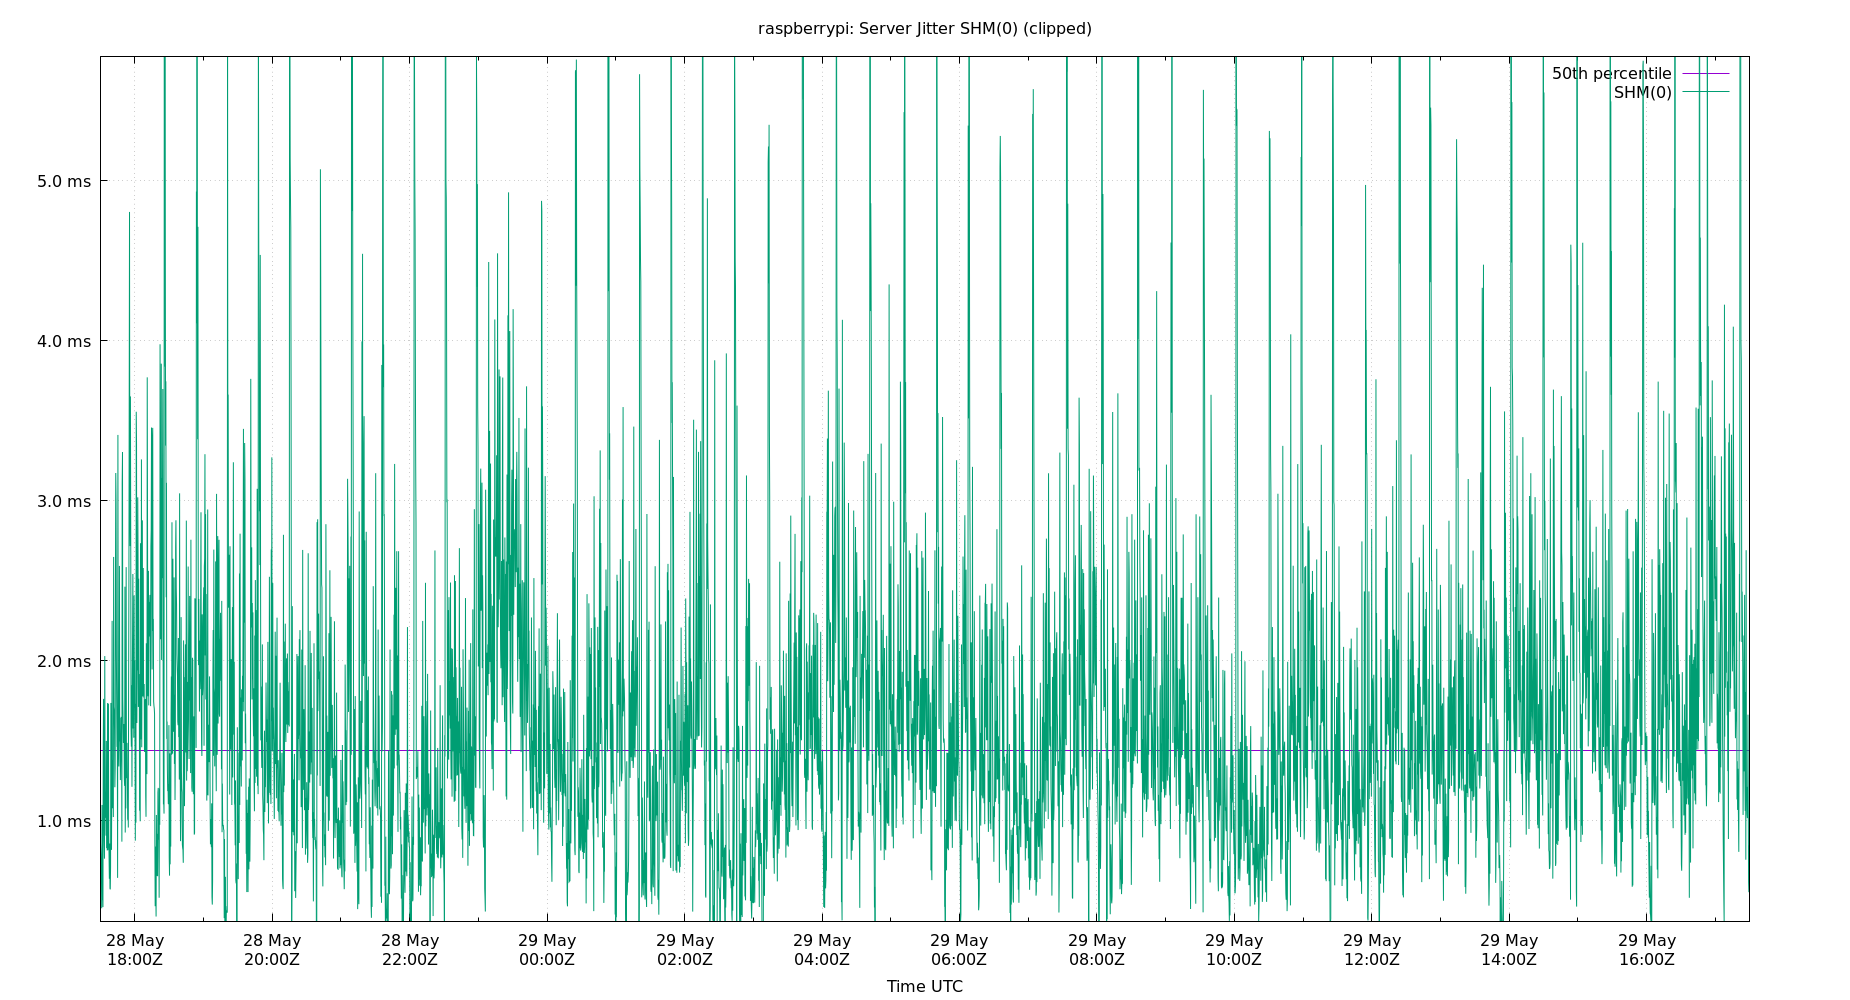 raspberrypi: Server Jitter SHM(0) (clipped)
50th percentile
SHM(0)
5.0 ms
4.0 ms
3.0 ms
2.0 ms
1.0 ms
28 May 28 May 28 May 29 May 29 May 29 May 29 May 29 May 29 May 29 May 29 May 29 May
18:00Z 20:00Z 22:00Z 00:00Z 02:00Z 04:00Z 06:00Z 08:00Z 10:00Z 12:00Z 14:00Z 16:00Z
Time UTC